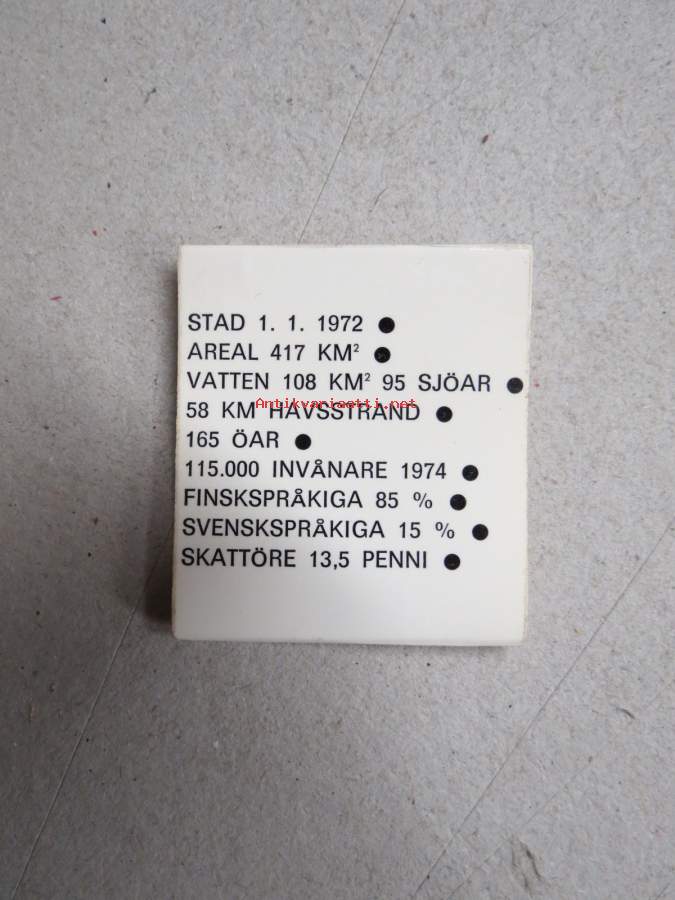 STAD 1. 1. 1972 ●
AREAL 417 KM² ●
VATTEN 108 KM² 95 SJÖAR ●
Antikvariaatti.net
58 KM HAVSSTRAND ●
165 ÖAR ●
115.000 INVÅNARE 1974 ●
FINSKSPRÅKIGA 85 % ●
SVENSKSPRÅKIGA 15 % ●
SKATTÖRE 13,5 PENNI ●